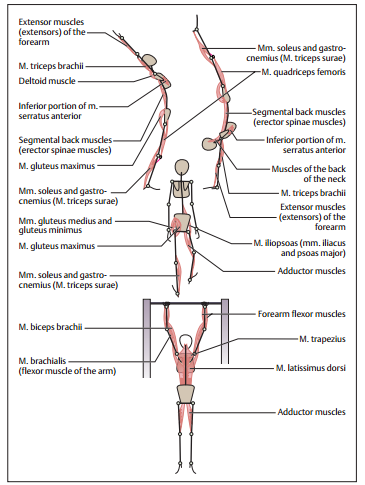 Extensor muscles
(extensors) of the
forearm
M. triceps brachii
Deltoid muscle
Inferior portion of m.
serratus anterior
Segmental back muscles
(erector spinae muscles)
M. gluteus maximus
Mm. soleus and gastro-
cnemius (M. triceps surae)
Mm. gluteus medius and
gluteus minimus
M. gluteus maximus
Mm. soleus and gastro-
cnemius (M. triceps surae)
M. biceps brachii
M. brachialis
(flexor muscle of the arm)
Mm. soleus and gastro-
cnemius (M. triceps surae)
M. quadriceps femoris
Segmental back muscles
(erector spinae muscles)
Inferior portion of m.
serratus anterior
Muscles of the back
of the neck
M. triceps brachii
Extensor muscles
(extensors) of the
forearm
M. iliopsoas (mm. iliacus
and psoas major)
Adductor muscles
Forearm flexor muscles
M. trapezius
M. latissimus dorsi
Adductor muscles